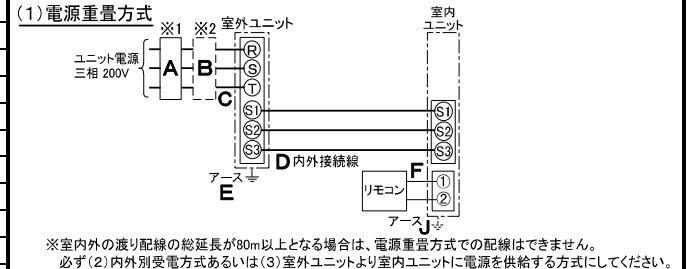 (1)電源重畳方式
※1 ※2 室外ユニット
室内
ユニット
ユニット電源
三相 200V
A
B
C
R
S
T
S1
S2
S3
S1
S2
S3
D 内外接続線
アース
E
F
リモコン
①
②
アース
J
※室内外の渡り配線の総延長が80m以上となる場合は、電源重畳方式での配線はできません。
必ず(2)内外別受電方式あるいは(3)室外ユニットより室内ユニットに電源を供給する方式にしてください。